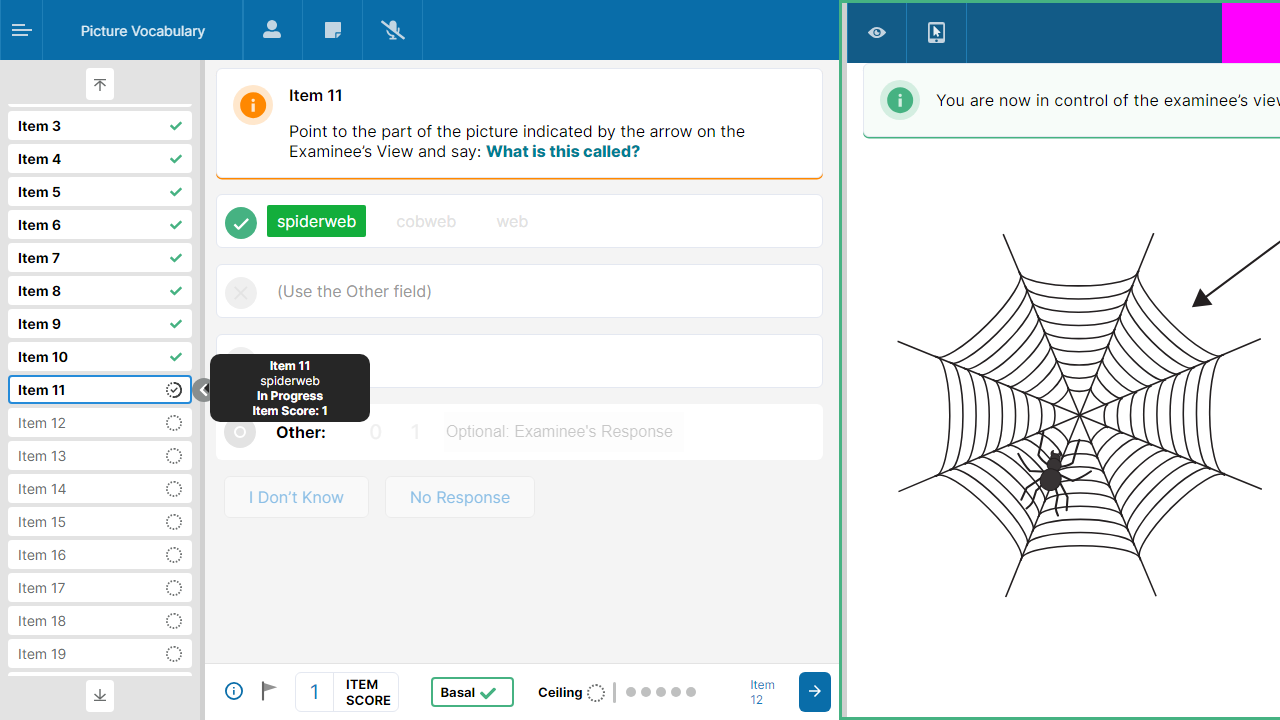 Picture Vocabulary
Item 3
Item 4
Item 5
Item 6
Item 7
Item 8
Item 9
Item 10
Item 11
Item 12
Item 13
Item 14
Item 15
Item 16
Item 17
Item 18
Item 19
Item 11
Point to the part of the picture indicated by the arrow on the
Examinee's View and say: What is this called?
spiderweb cobweb web
(Use the Other field)
Item 11
spiderweb
In Progress
Item Score: 1
Other: 0 1 Optional: Examinee's Response
I Don't Know No Response
1 ITEM
SCORE
Basal
Ceiling
Item
12
You are now in control of the examinee's view